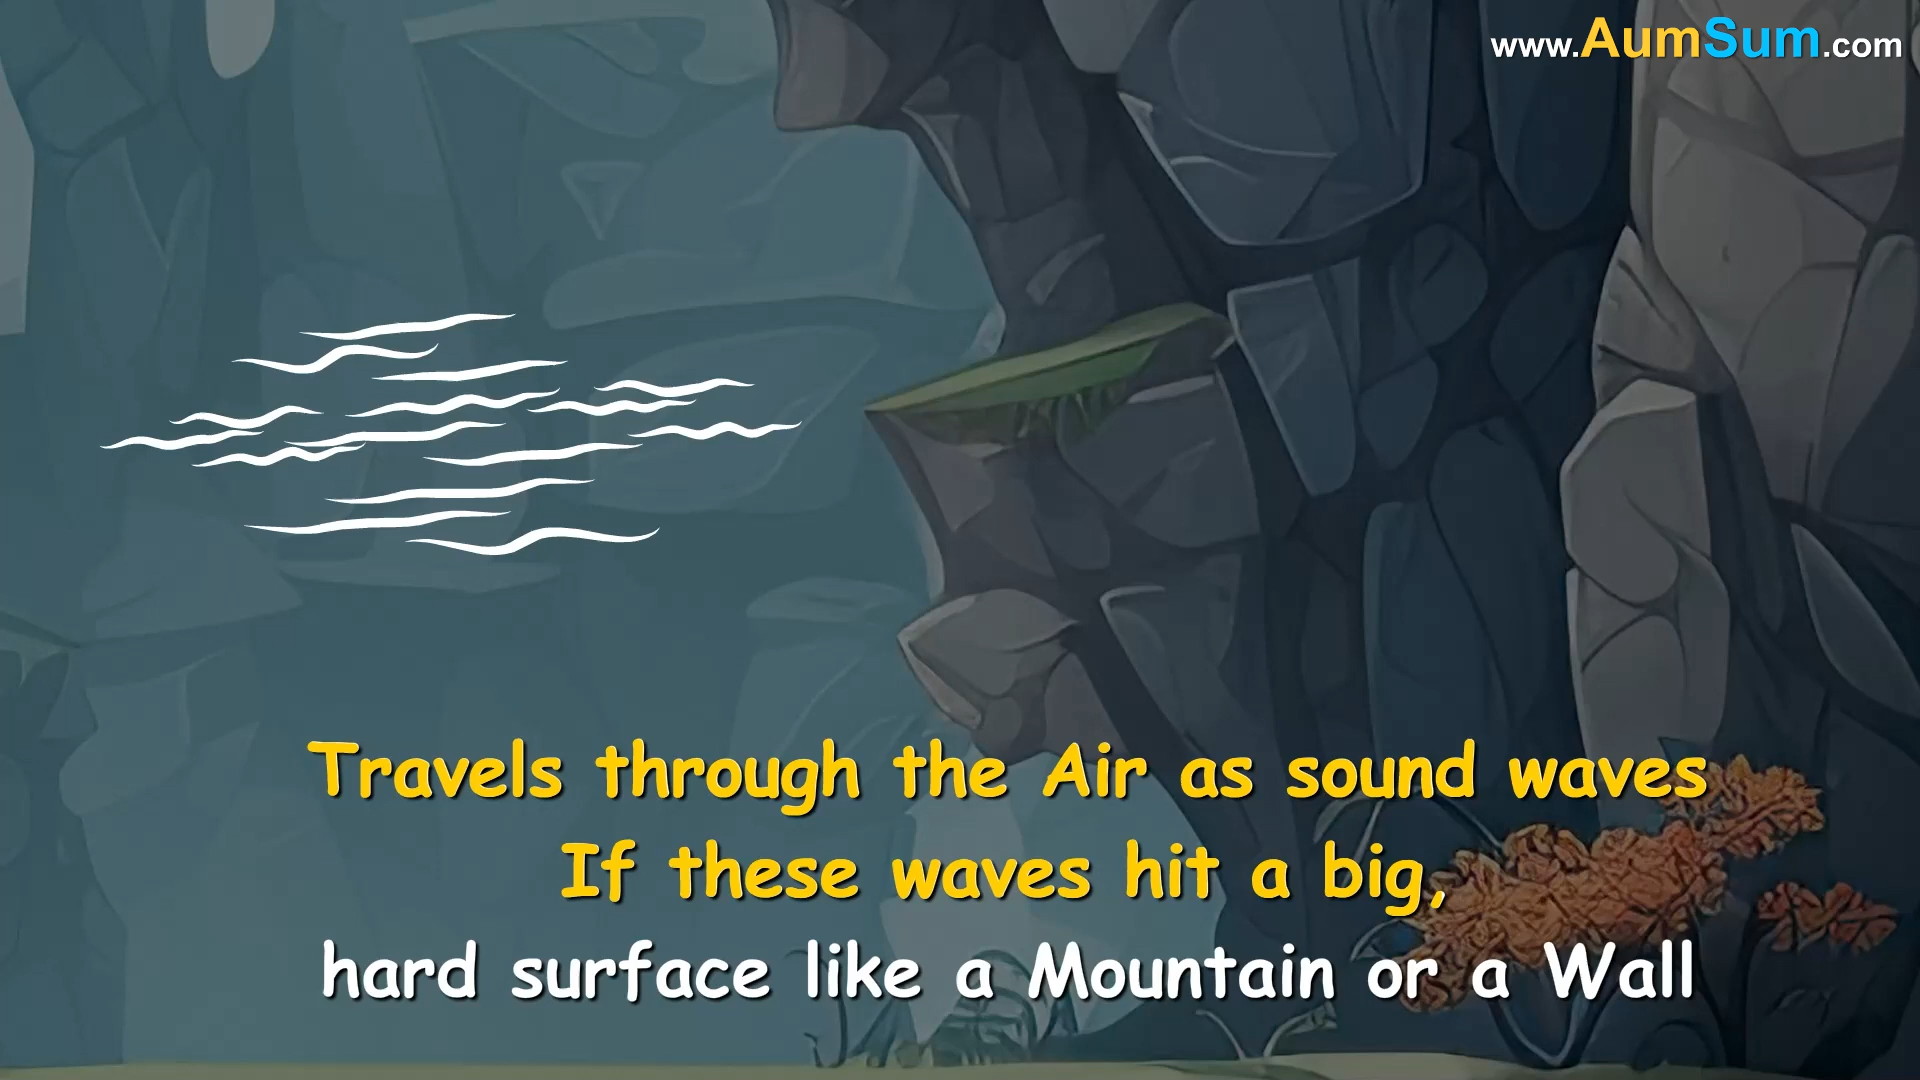 www.AumSum.com
Travels through the Air as sound waves
If these waves hit a big,
hard surface like a Mountain or a Wall